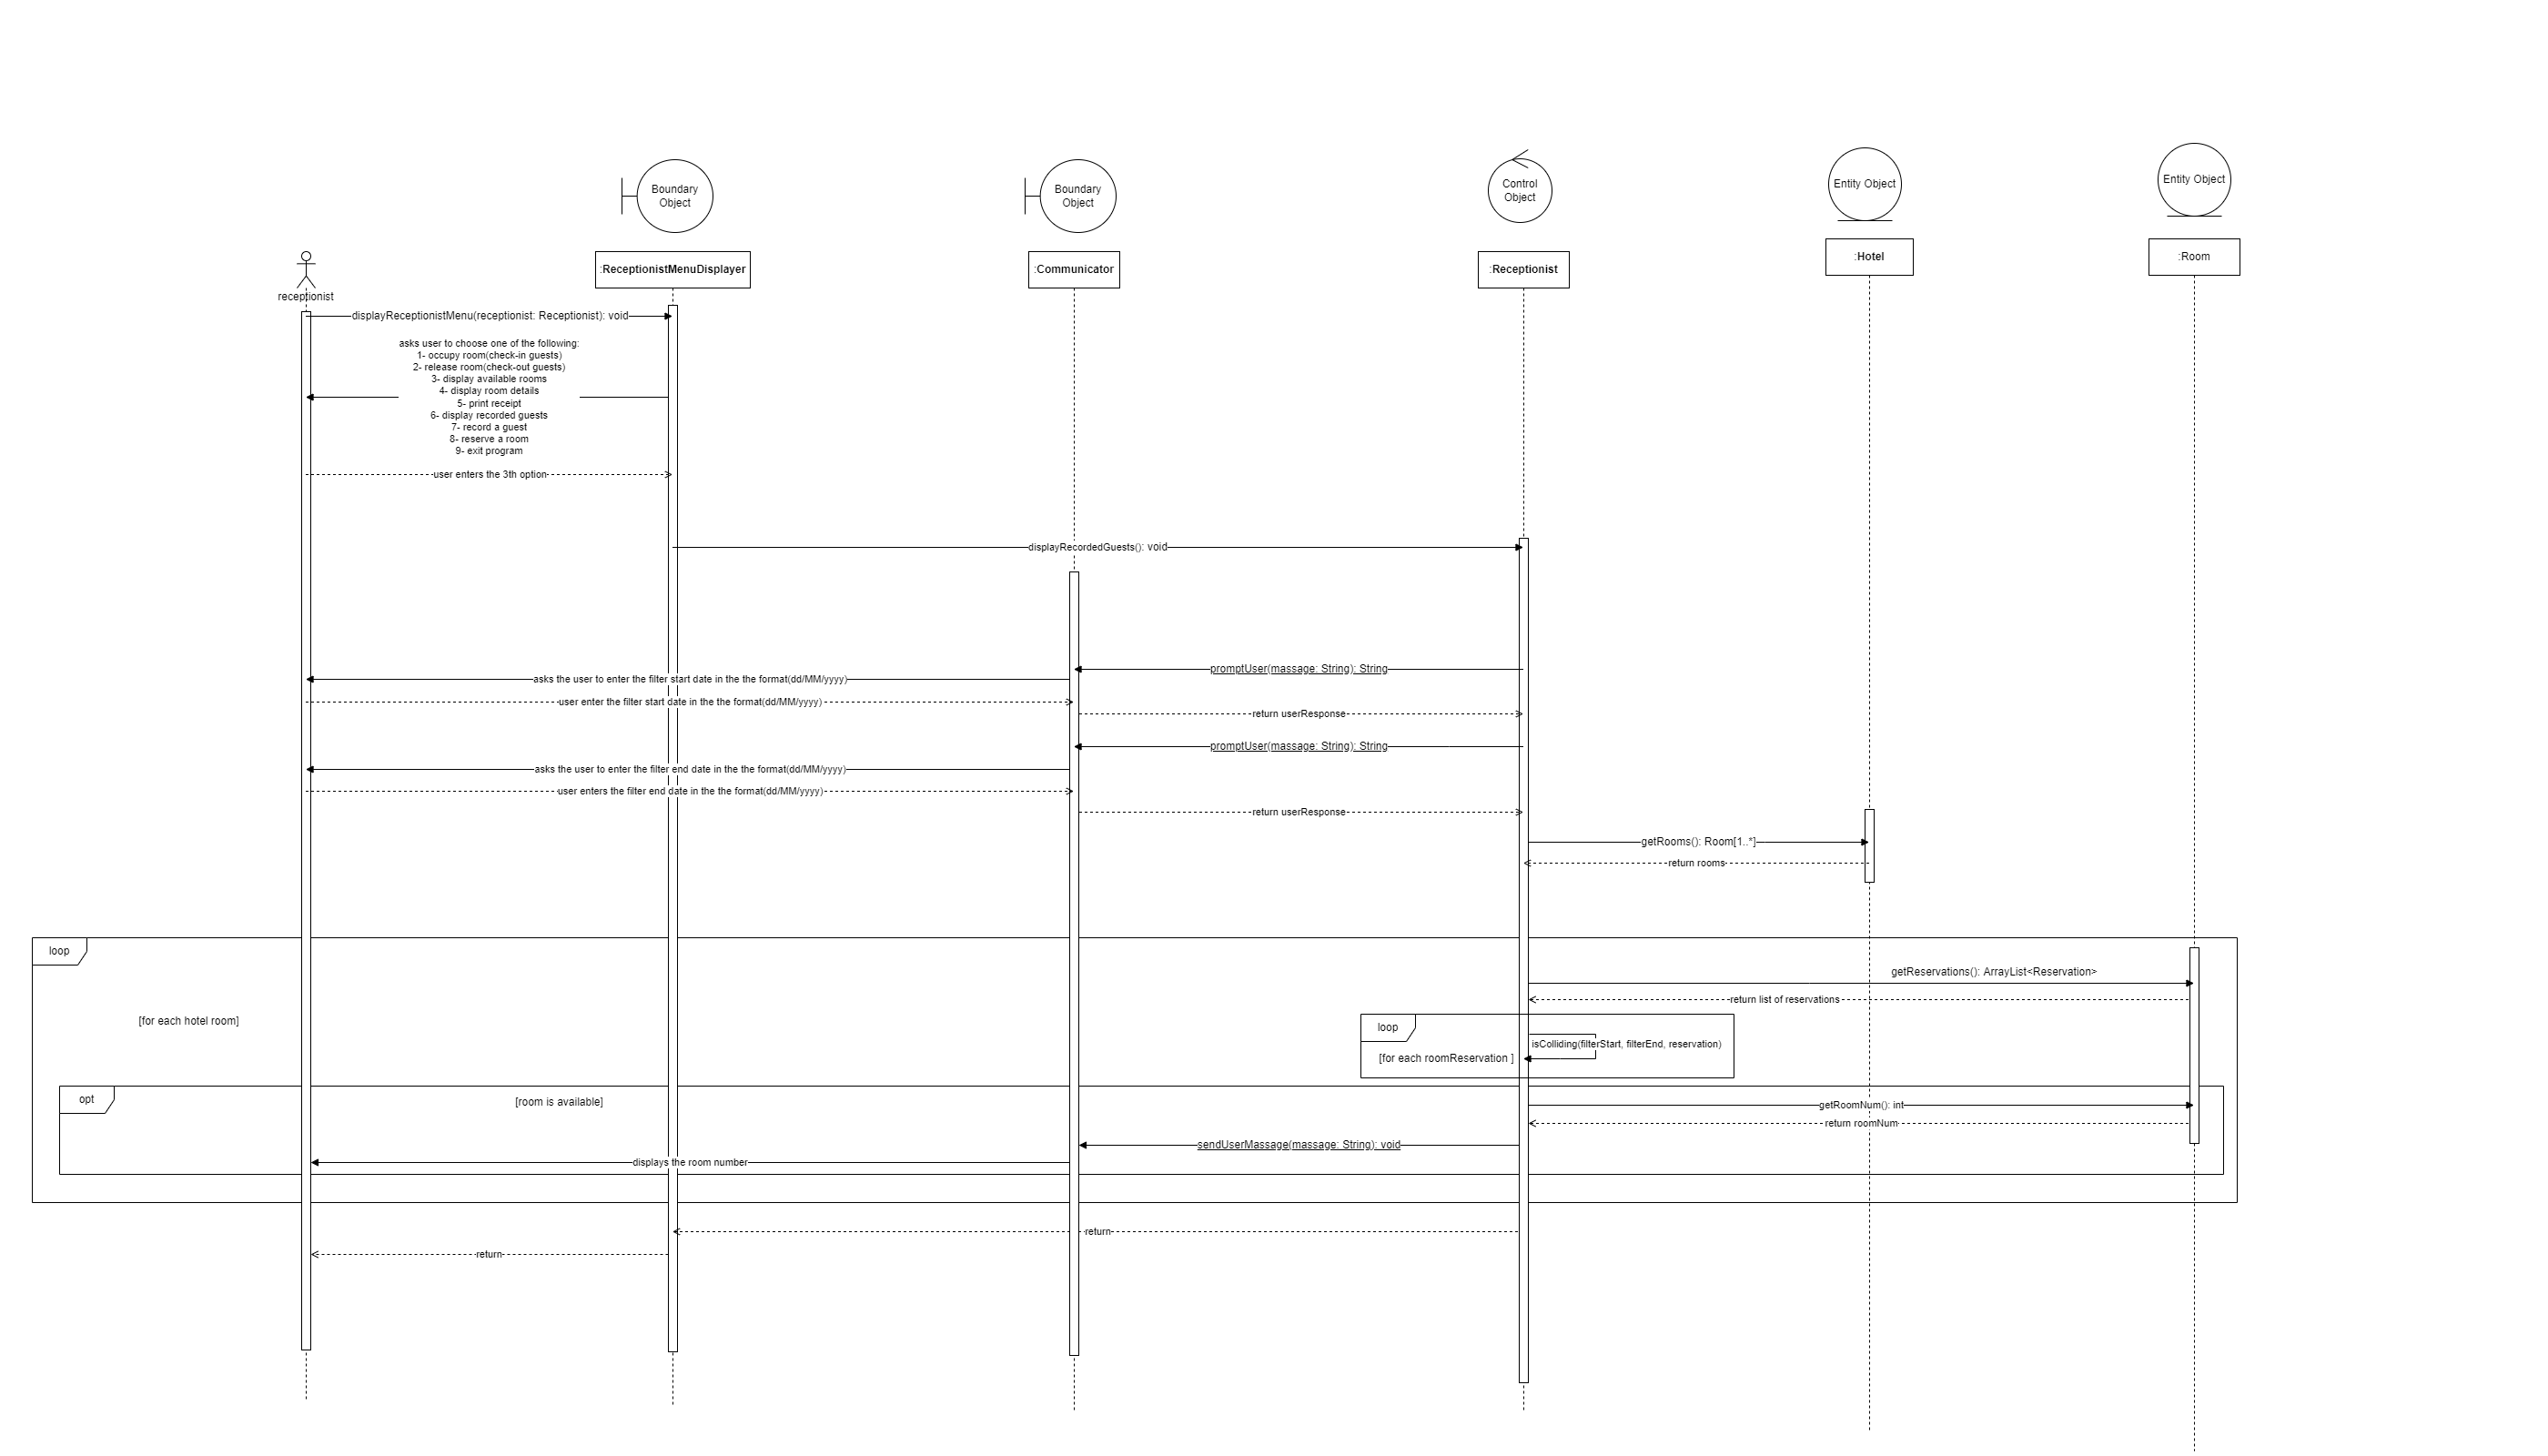 Boundary
Object
Boundary
Object
Control
Object
Entity Object
Entity Object
receptionist
:ReceptionistMenuDisplayer
:Communicator
:Receptionist
:Hotel
:Room
displayReceptionistMenu(receptionist: Receptionist): void
asks user to choose one of the following:
1- occupy room(check-in guests)
2- release room(check-out guests)
3- display available rooms
4- display room details
5- print receipt
6- display recorded guests
7- record a guest
8- reserve a room
9- exit program
user enters the 3th option
displayRecordedGuests(): void
promptUser(massage: String): String
asks the user to enter the filter start date in the the format(dd/MM/yyyy)
user enter the filter start date in the the format(dd/MM/yyyy)
return userResponse
promptUser(massage: String): String
asks the user to enter the filter end date in the the format(dd/MM/yyyy)
user enters the filter end date in the the format(dd/MM/yyyy)
return userResponse
getRooms(): Room[1..*]
return rooms
loop
getReservations(): ArrayList<Reservation>
return list of reservations
[for each hotel room]
loop
isColliding(filterStart, filterEnd, reservation)
[for each roomReservation ]
opt
[room is available]
getRoomNum(): int
return roomNum
sendUserMassage(massage: String): void
displays the room number
return
return